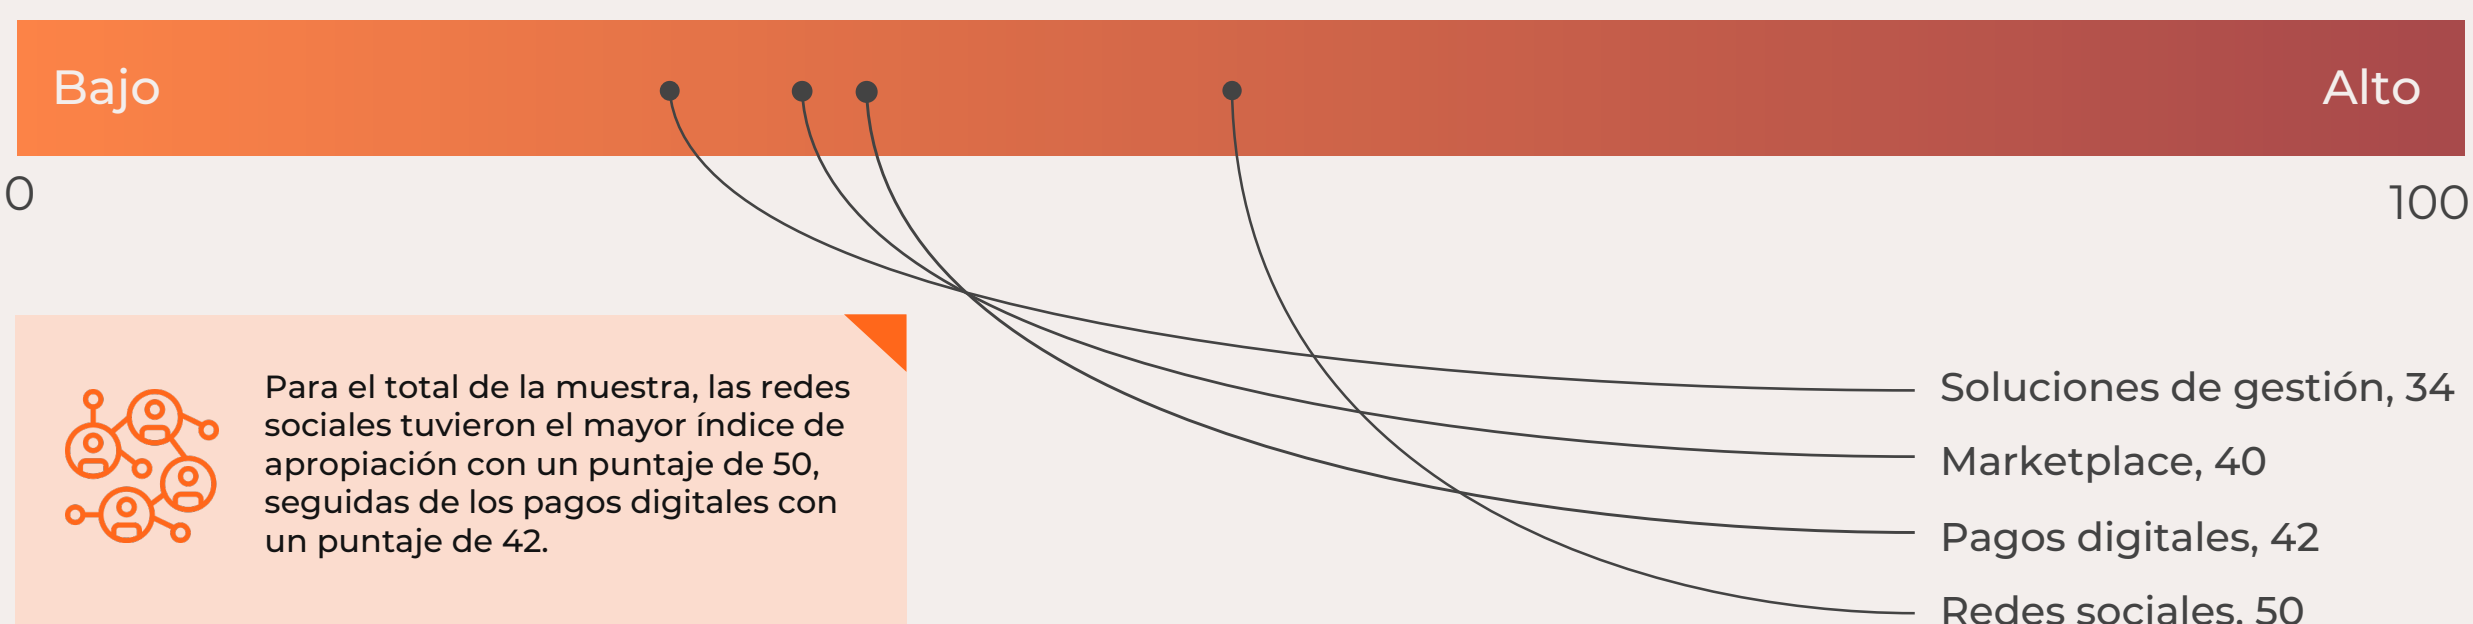 Bajo
Alto
0
100
Para el total de la muestra, las redes
sociales tuvieron el mayor índice de
apropiación con un puntaje de 50,
seguidas de los pagos digitales con
un puntaje de 42.
Soluciones de gestión, 34
Marketplace, 40
Pagos digitales, 42
Redes sociales, 50